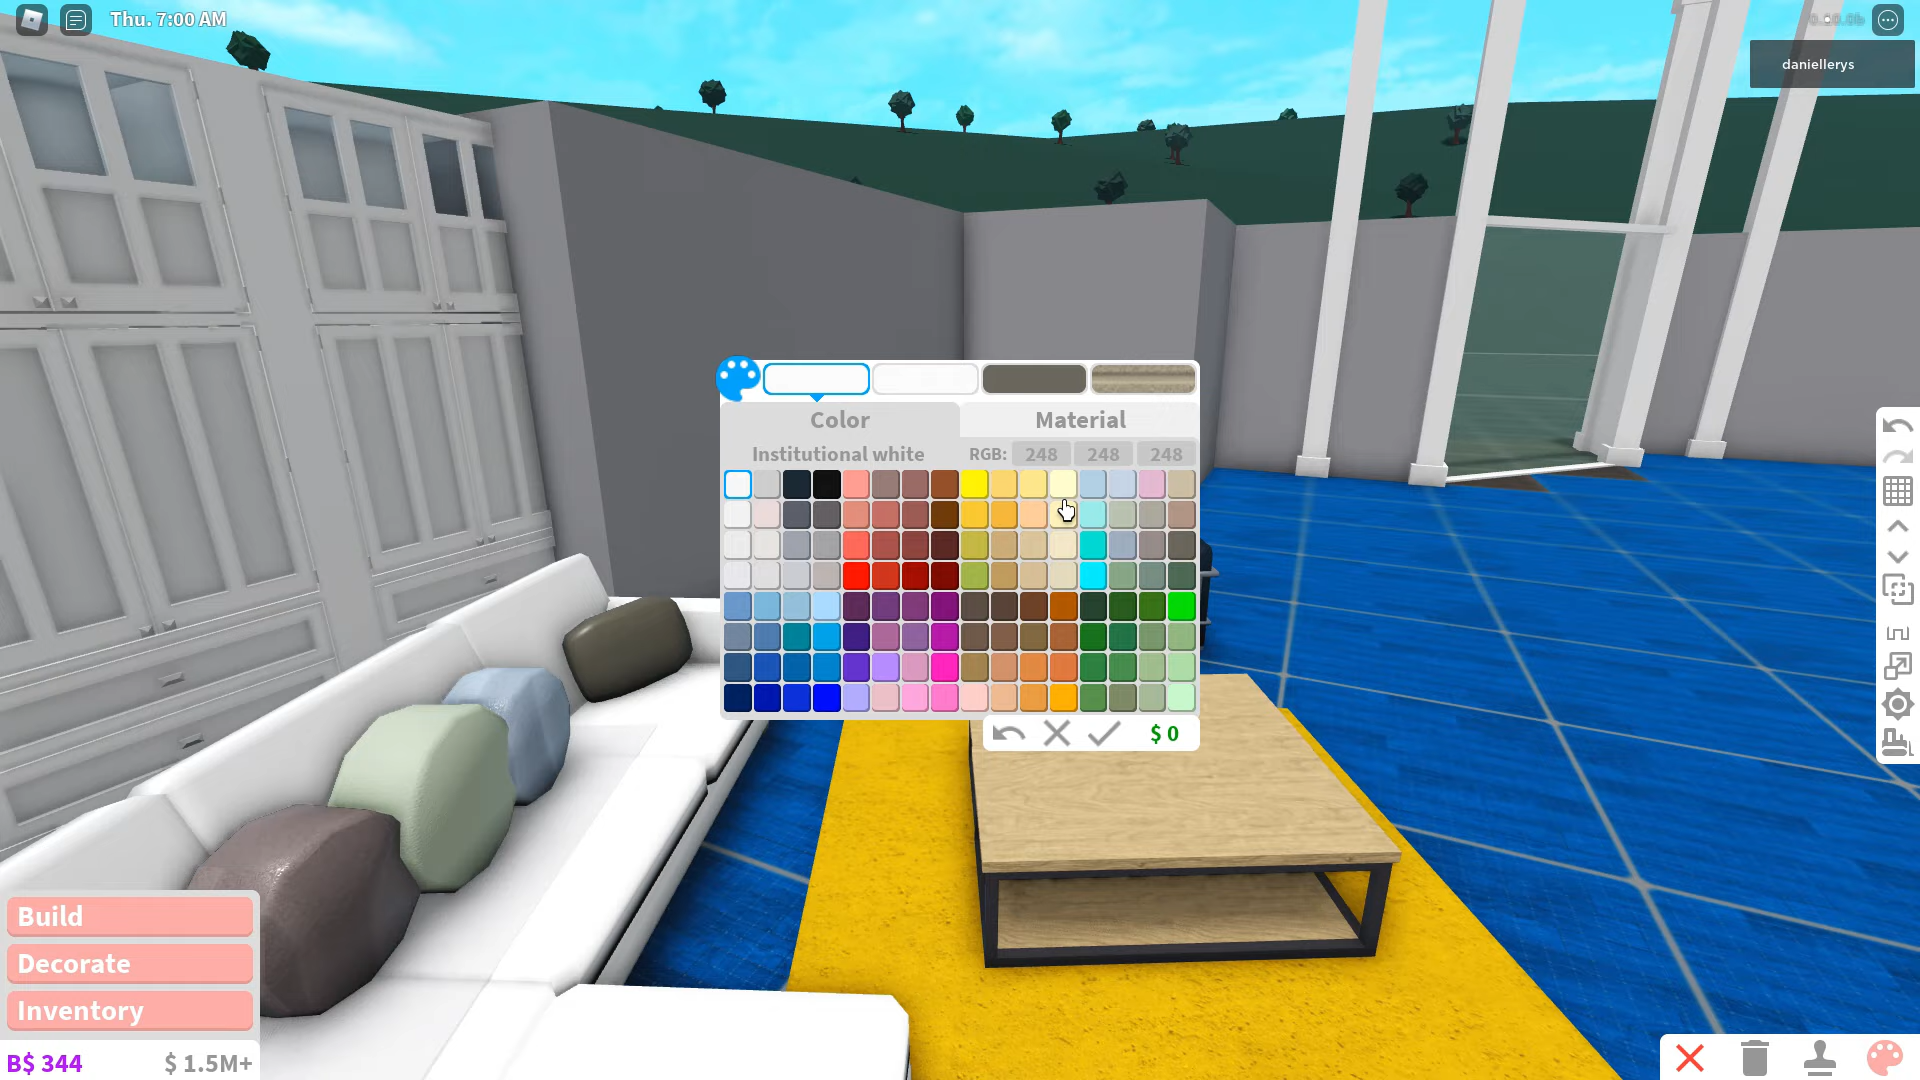 Thu. 7:00 AM
daniellerys
Color
Material
Institutional white
RGB: 248 248 248
$ 0
Build
Decorate
Inventory
B$ 344
$ 1.5M+